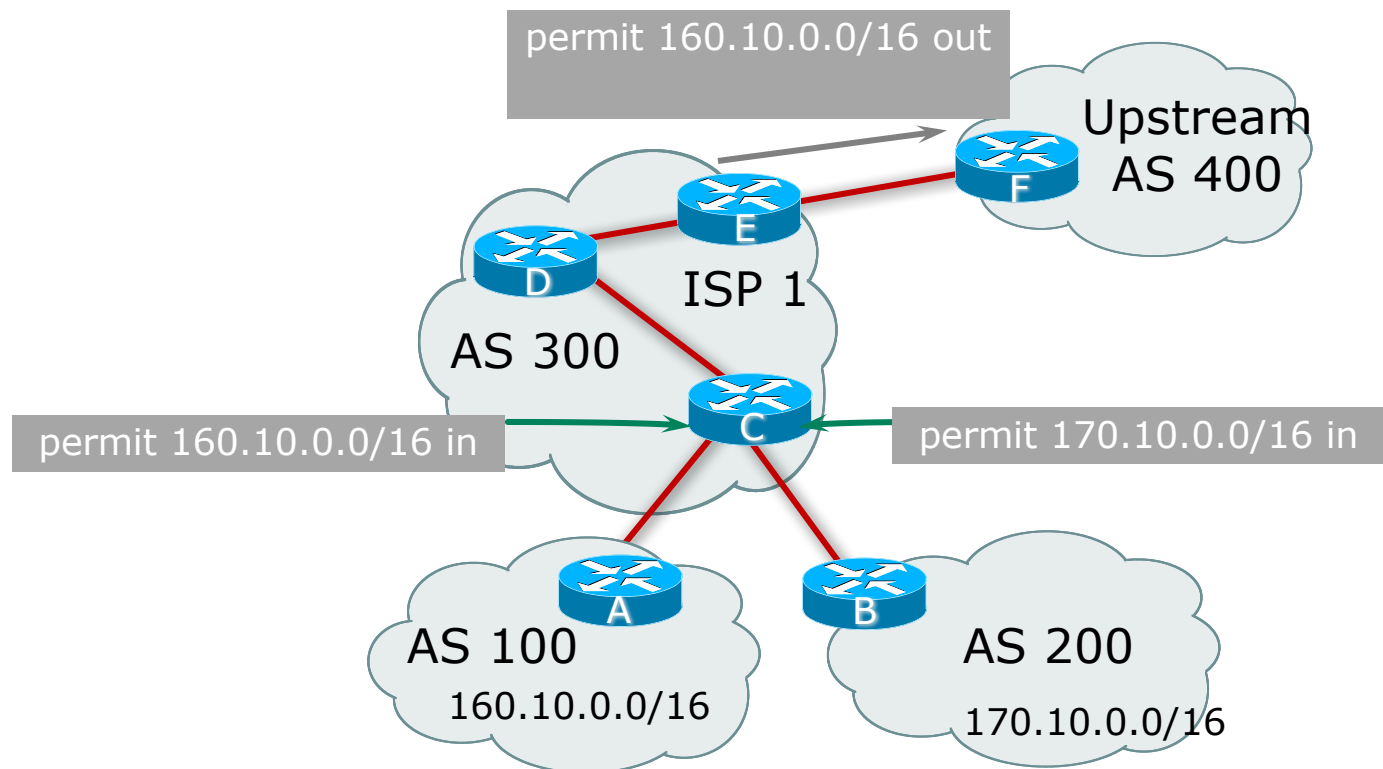 permit 160.10.0.0/16 out
Upstream
AS 400
F
E
D
ISP 1
AS 300
C
permit 160.10.0.0/16 in
permit 170.10.0.0/16 in
A
B
AS 100
AS 200
160.10.0.0/16
170.10.0.0/16